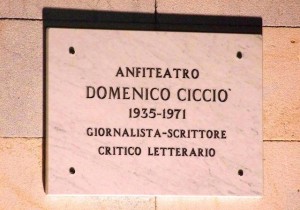 ANFITEATRO
DOMENICO CICCIO'
1935-1971
GIORNALISTA-SCRITTORE
CRITICO LETTERARIO